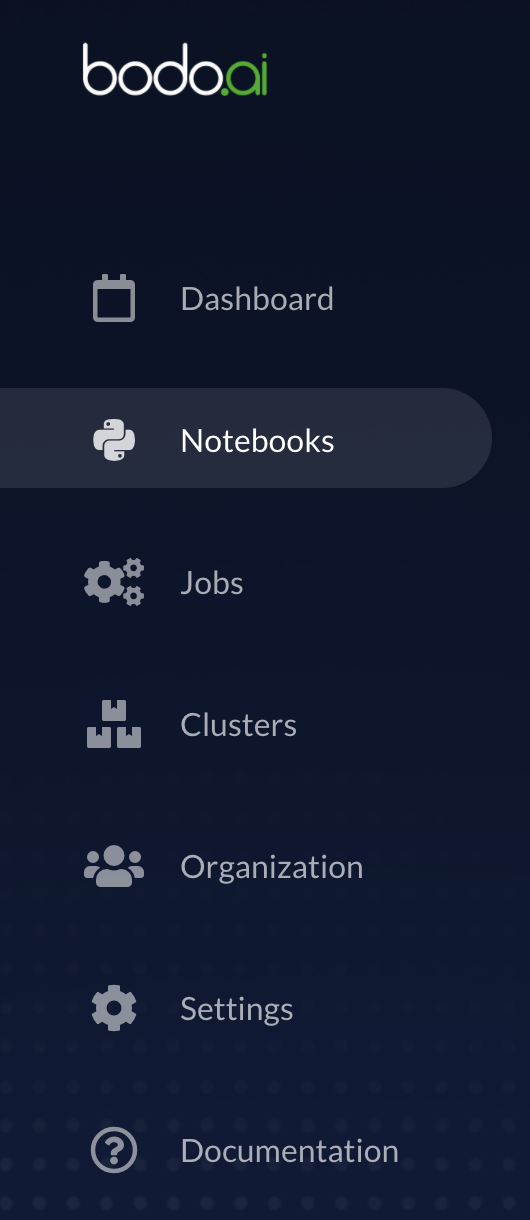 bodo.ai
Dashboard
Notebooks
Jobs
Clusters
Organization
Settings
Documentation